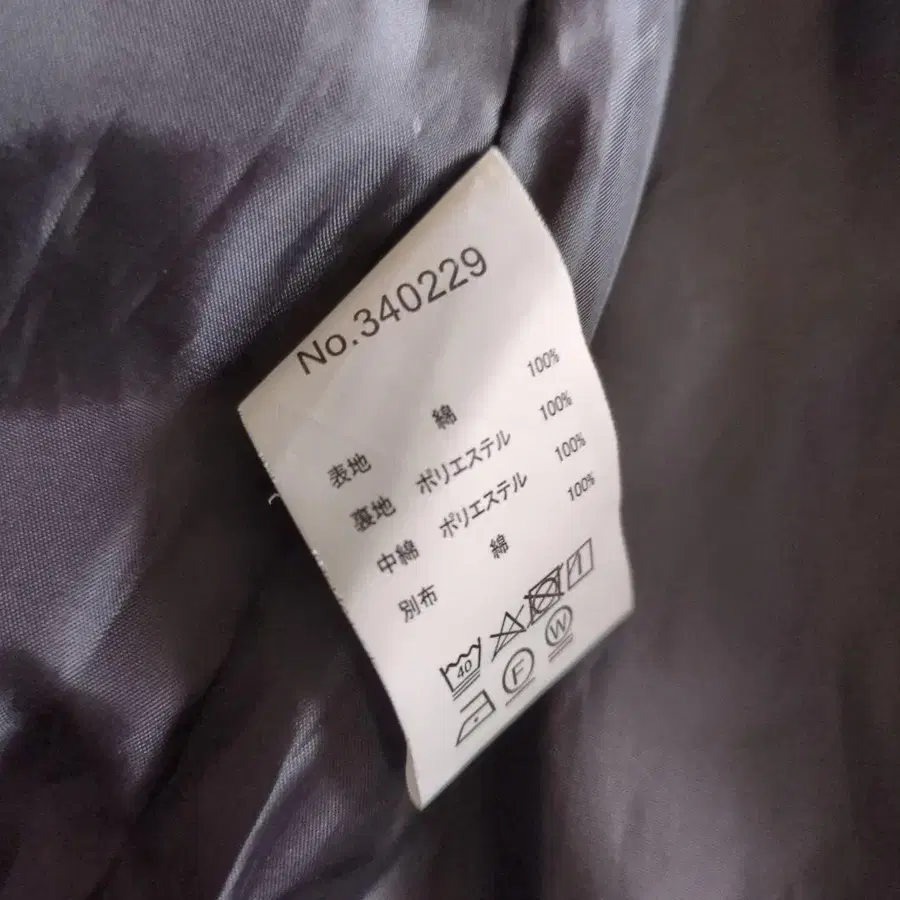 No.340229
表地 綿 100%
裏地 ポリエステル 100%
中綿 ポリエステル 100%
別布 綿 100%
40
F W